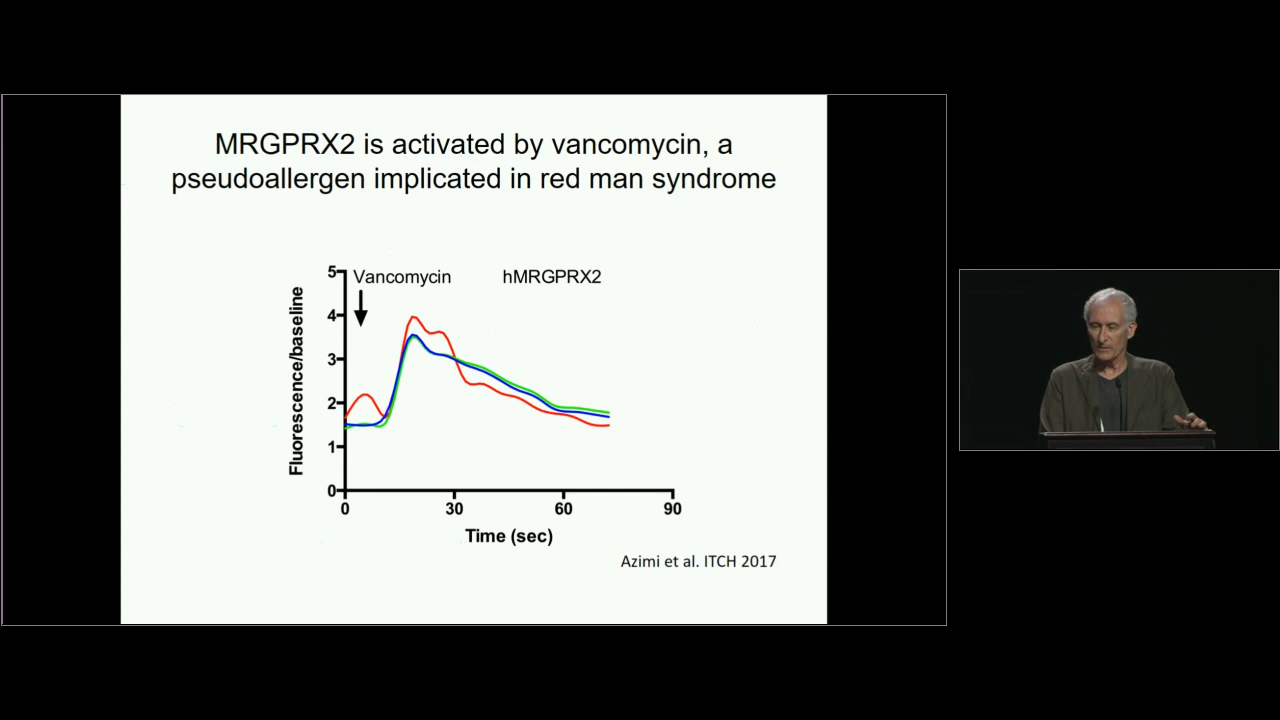 MRGPRX2 is activated by vancomycin, a
pseudoallergen implicated in red man syndrome
Vancomycin
hMRGPRX2
5
4
3
2
1
0
Fluorescence/baseline
0 30 60 90
Time (sec)
Azimi et al. ITCH 2017